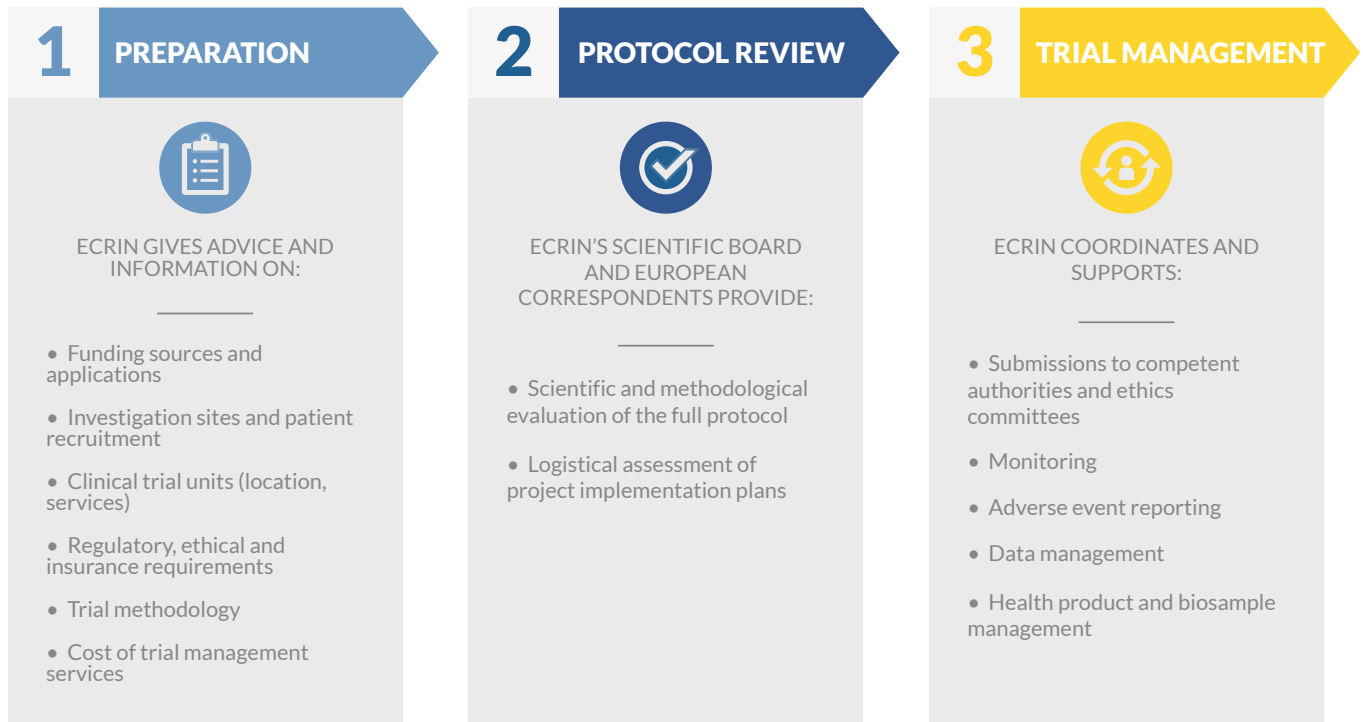 1
PREPARATION
ECRIN GIVES ADVICE AND
INFORMATION ON:
• Funding sources and
applications
• Investigation sites and patient
recruitment
• Clinical trial units (location,
services)
• Regulatory, ethical and
insurance requirements
• Trial methodology
• Cost of trial management
services
2
PROTOCOL REVIEW
ECRIN’S SCIENTIFIC BOARD
AND EUROPEAN
CORRESPONDENTS PROVIDE:
• Scientific and methodological
evaluation of the full protocol
• Logistical assessment of
project implementation plans
3
TRIAL MANAGEMENT
ECRIN COORDINATES AND
SUPPORTS:
• Submissions to competent
authorities and ethics
committees
• Monitoring
• Adverse event reporting
• Data management
• Health product and biosample
management